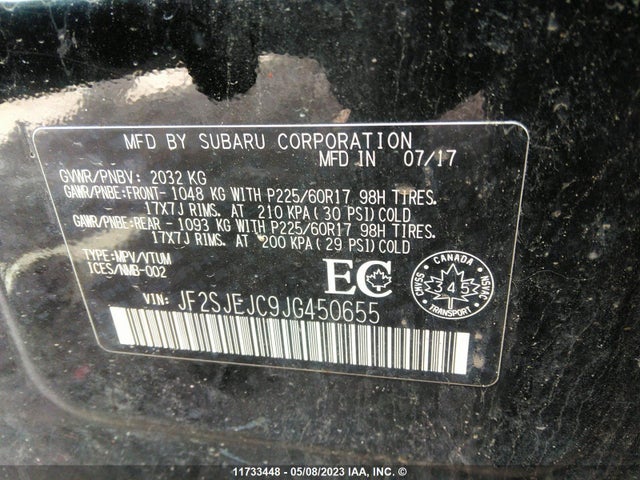 MFD BY SUBARU CORPORATION
MFD IN 07/17
GVWR/PNBV: 2032 KG
GAWR/PNBE:FRONT- 1048 KG WITH P225/60R17 98H TIRES.
17X7J RIMS. AT 210 KPA ( 30 PSI) COLD
GAWR/PNBE:REAR - 1093 KG WITH P225/60R17 98H TIRES.
17X7J RIMS. AT 200 KPA ( 29 PSI) COLD
TYPE:MPV/VTUM
ICES/NMB-002
EC
CANADA
CMVSS
NSVAC
345
TRANSPORT
VIN: JF2SJEJC9JG450655
11733448 - 05/08/2023 IAA, INC. ©